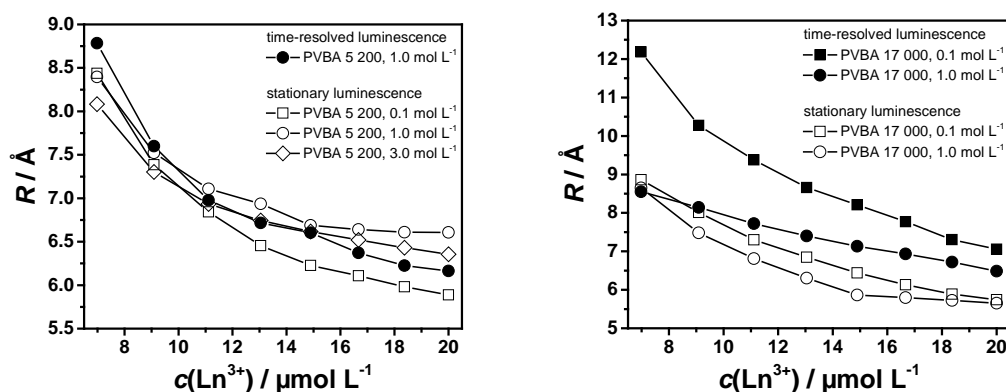 9.0
8.5
8.0
7.5
7.0
6.5
6.0
5.5
R / Å
time-resolved luminescence
PVBA 5 200, 1.0 mol L⁻¹
stationary luminescence
PVBA 5 200, 0.1 mol L⁻¹
PVBA 5 200, 1.0 mol L⁻¹
PVBA 5 200, 3.0 mol L⁻¹
8 10 12 14 16 18 20
c(Ln³⁺) / µmol L⁻¹
13
12
11
10
9
8
7
6
5
R / Å
time-resolved luminescence
PVBA 17 000, 0.1 mol L⁻¹
PVBA 17 000, 1.0 mol L⁻¹
stationary luminescence
PVBA 17 000, 0.1 mol L⁻¹
PVBA 17 000, 1.0 mol L⁻¹
8 10 12 14 16 18 20
c(Ln³⁺) / µmol L⁻¹